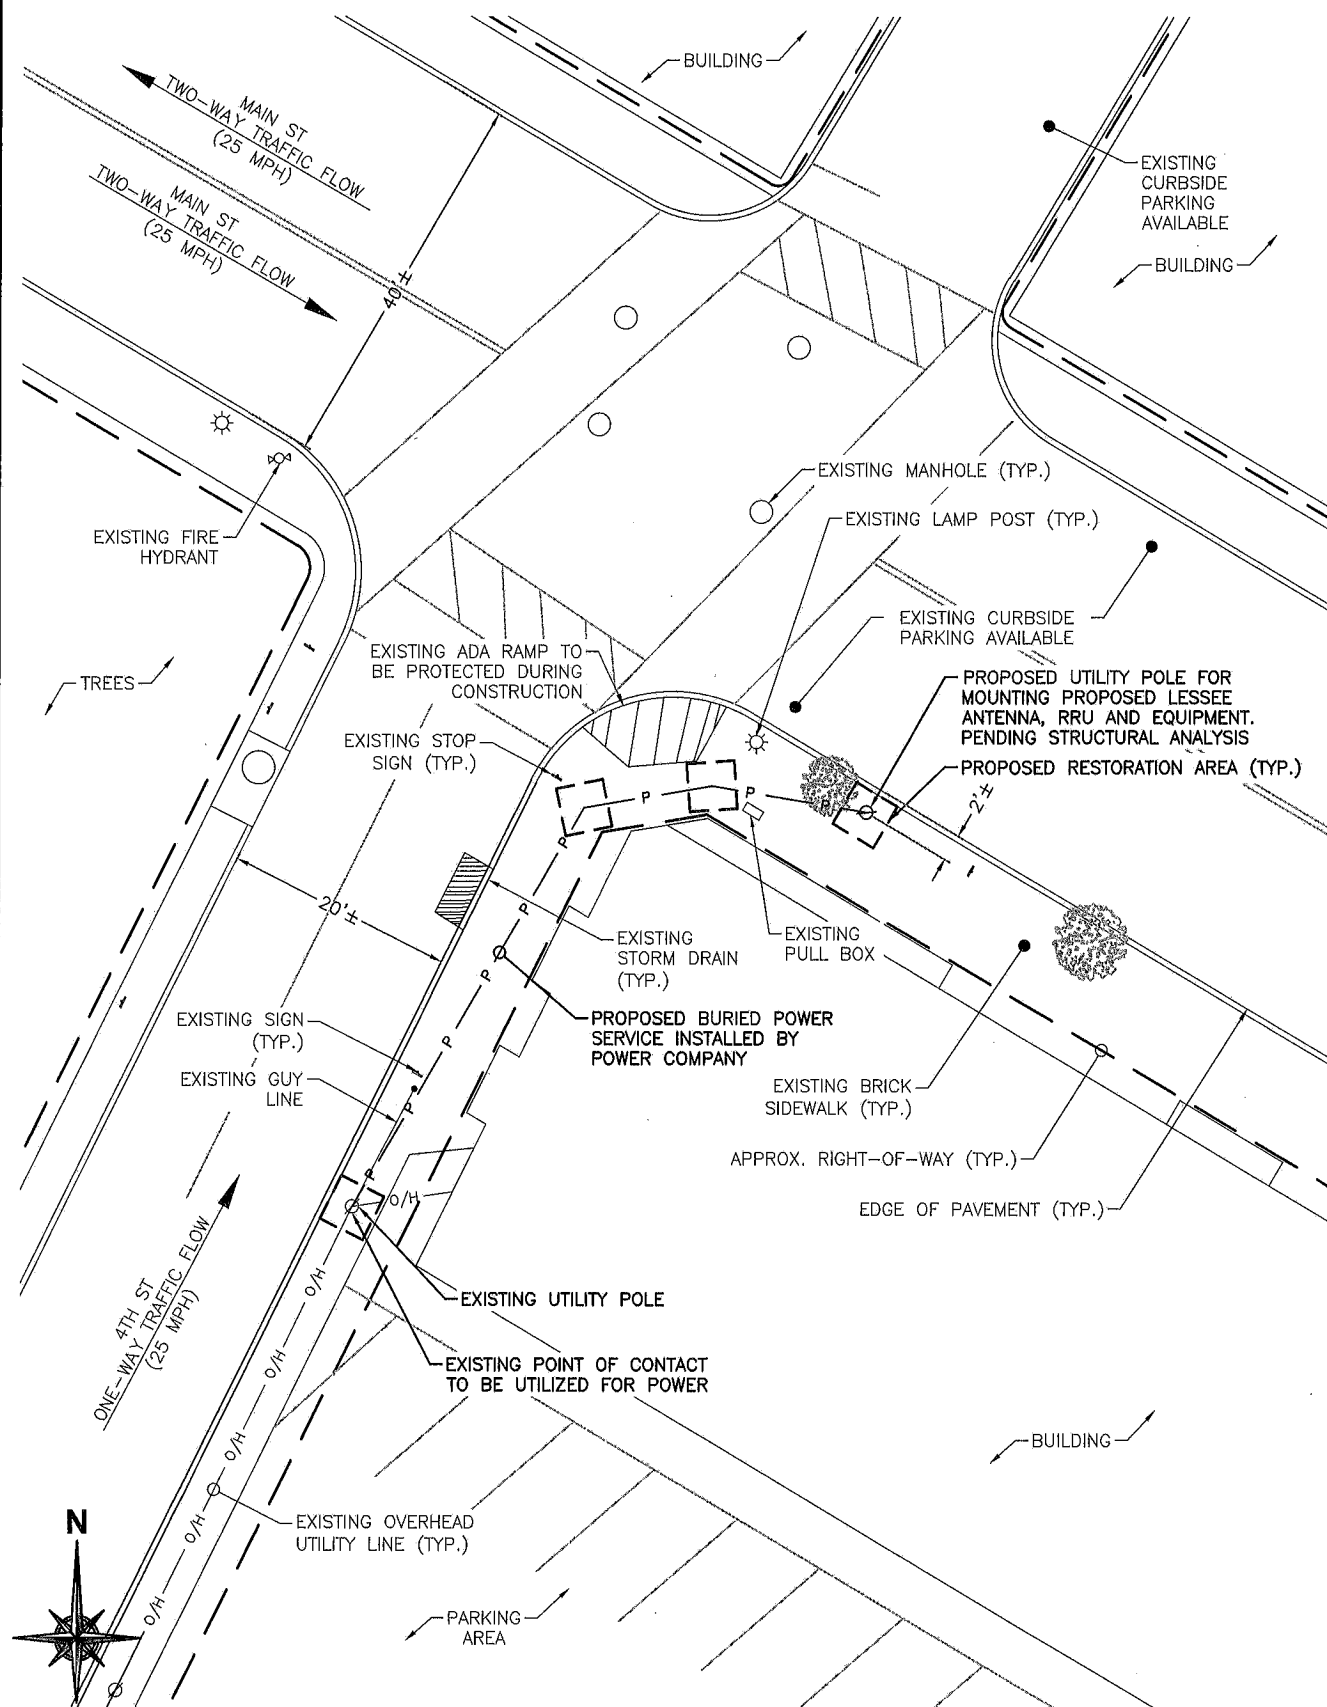 BUILDING
MAIN ST
TWO-WAY TRAFFIC FLOW
(25 MPH)
MAIN ST
TWO-WAY TRAFFIC FLOW
(25 MPH)
EXISTING
CURBSIDE
PARKING
AVAILABLE
BUILDING
40'±
EXISTING MANHOLE (TYP.)
EXISTING LAMP POST (TYP.)
EXISTING FIRE
HYDRANT
EXISTING CURBSIDE
PARKING AVAILABLE
EXISTING ADA RAMP TO
BE PROTECTED DURING
CONSTRUCTION
TREES
PROPOSED UTILITY POLE FOR
MOUNTING PROPOSED LESSEE
ANTENNA, RRU AND EQUIPMENT.
PENDING STRUCTURAL ANALYSIS
EXISTING STOP
SIGN (TYP.)
PROPOSED RESTORATION AREA (TYP.)
P
P
P
2'±
P
20'±
P
EXISTING
STORM DRAIN
(TYP.)
EXISTING
PULL BOX
P
EXISTING SIGN
(TYP.)
PROPOSED BURIED POWER
SERVICE INSTALLED BY
POWER COMPANY
P
EXISTING GUY
LINE
P
EXISTING BRICK
SIDEWALK (TYP.)
APPROX. RIGHT-OF-WAY (TYP.)
P
O/H
EDGE OF PAVEMENT (TYP.)
4TH ST
ONE-WAY TRAFFIC FLOW
(25 MPH)
O/H
EXISTING UTILITY POLE
O/H
EXISTING POINT OF CONTACT
TO BE UTILIZED FOR POWER
O/H
BUILDING
N
O/H
EXISTING OVERHEAD
UTILITY LINE (TYP.)
O/H
PARKING
AREA